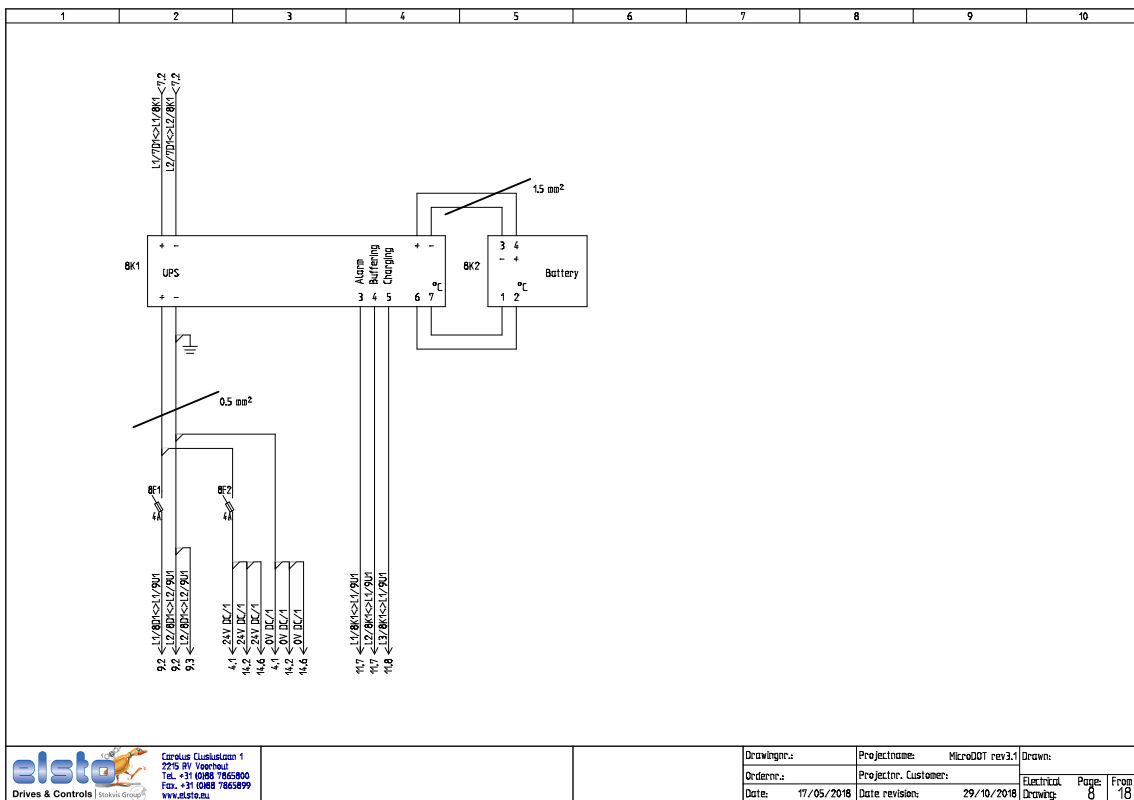 1 2 3 4 5 6 7 8 9 10
7.2
7.2
L1/7D1<>L1/8K1
L2/7D1<>L2/8K1
1.5 mm²
8K1
+ -
UPS
+ -
Alarm
Buffering
Charging
3 4 5
+ -
°C
6 7
8K2
3 4
- +
Battery
°C
1 2
0.5 mm²
8F1
4A
8F2
4A
L1/8D1<>L1/9U1
L2/8D1<>L2/9U1
L2/8D1<>L2/9U1
24V DC/1
24V DC/1
24V DC/1
0V DC/1
0V DC/1
0V DC/1
L1/8K1<>L1/9U1
L2/8K1<>L1/9U1
L3/8K1<>L1/9U1
9.2
9.2
9.3
4.1
14.2
14.6
4.1
14.2
14.6
11.7
11.7
11.8
elsto
Drives & Controls | Stokvis Group
Carolus Clusiuslaan 1
2215 RV Voorhout
Tel. +31 (0)88 7865800
Fax. +31 (0)88 7865899
www.elsto.eu
Drawingnr.:
Projectname: MicroDOT rev3.1
Drawn:
Ordernr.:
Projectnr. Customer:
Date: 17/05/2018
Date revision: 29/10/2018
Electrical Drawing:
Page: 8
From 18